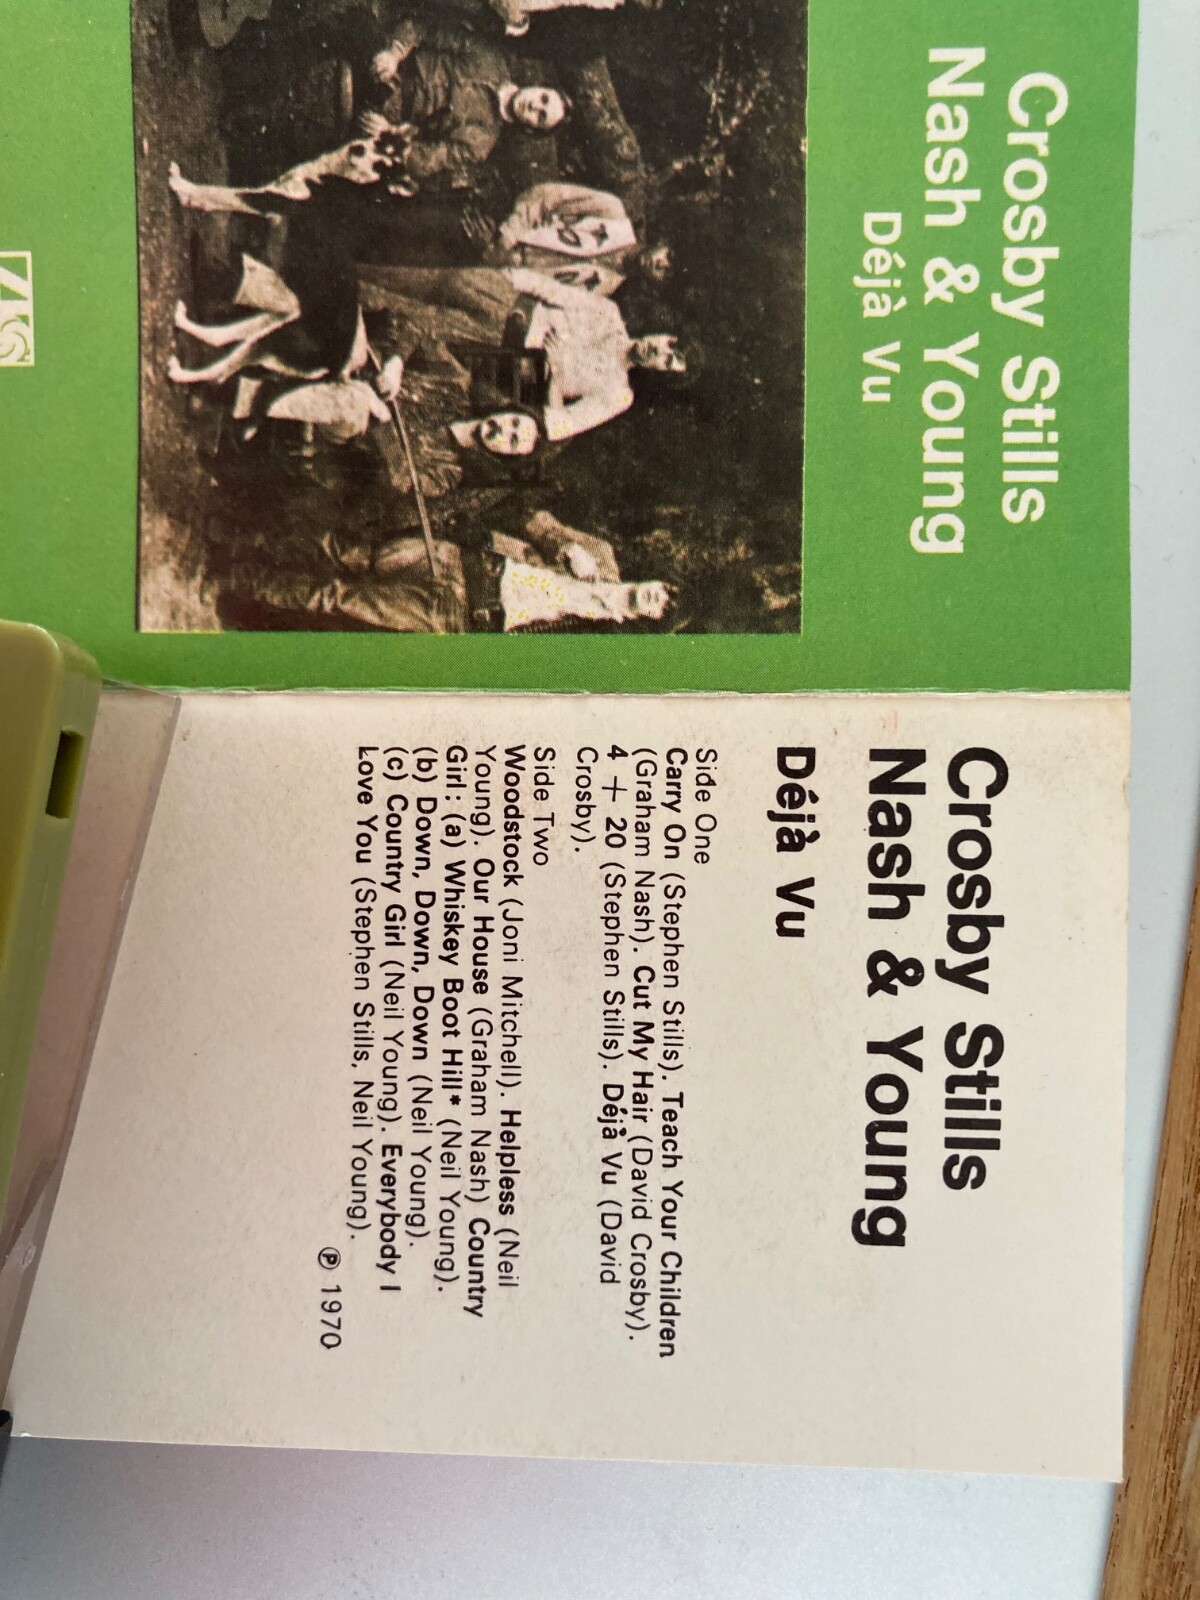 Crosby Stills
Nash & Young
Déjà Vu
Crosby Stills
Nash & Young
Déjà Vu
Side One
Carry On (Stephen Stills). Teach Your Children
(Graham Nash). Cut My Hair (David Crosby).
4 + 20 (Stephen Stills). Déjà Vu (David
Crosby).
Side Two
Woodstock (Joni Mitchell). Helpless (Neil
Young). Our House (Graham Nash) Country
Girl: (a) Whiskey Boot Hill* (Neil Young).
(b) Down, Down, Down (Neil Young).
(c) Country Girl (Neil Young). Everybody I
Love You (Stephen Stills, Neil Young).
℗ 1970